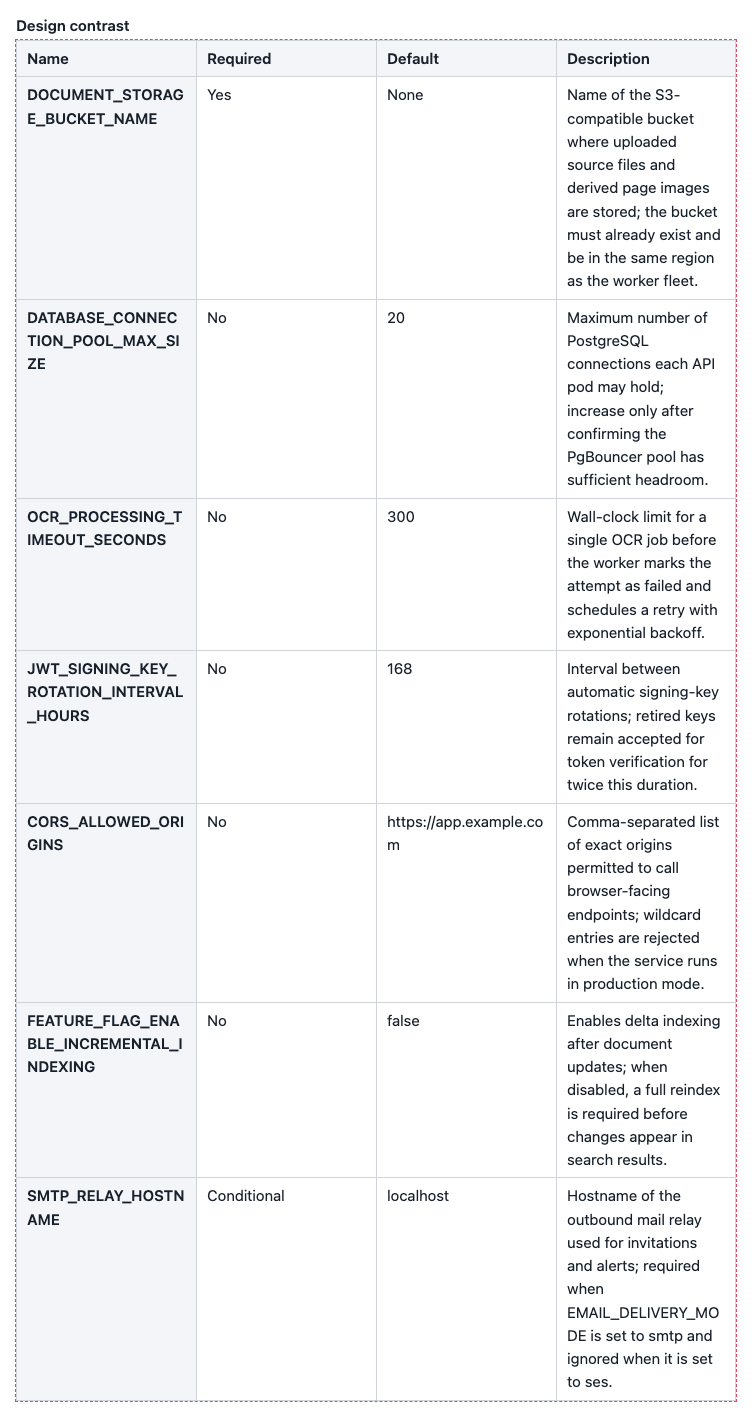 Design contrast
Name Required Default Description
DOCUMENT_STORAG Yes None Name of the S3-
E_BUCKET_NAME compatible bucket
where uploaded
source files and
derived page images
are stored; the bucket
must already exist and
be in the same region
as the worker fleet.
DATABASE_CONNEC No 20 Maximum number of
TION_POOL_MAX_SI PostgreSQL
ZE connections each API
pod may hold;
increase only after
confirming the
PgBouncer pool has
sufficient headroom.
OCR_PROCESSING_T No 300 Wall-clock limit for a
IMEOUT_SECONDS single OCR job before
the worker marks the
attempt as failed and
schedules a retry with
exponential backoff.
JWT_SIGNING_KEY_ No 168 Interval between
ROTATION_INTERVAL automatic signing-key
_HOURS rotations; retired keys
remain accepted for
token verification for
twice this duration.
CORS_ALLOWED_ORI No https://app.example.co Comma-separated list
GINS m of exact origins
permitted to call
browser-facing
endpoints; wildcard
entries are rejected
when the service runs
in production mode.
FEATURE_FLAG_ENA No false Enables delta indexing
BLE_INCREMENTAL_I after document
NDEXING updates; when
disabled, a full reindex
is required before
changes appear in
search results.
SMTP_RELAY_HOSTN Conditional localhost Hostname of the
AME outbound mail relay
used for invitations
and alerts; required
when
EMAIL_DELIVERY_MO
DE is set to smtp and
ignored when it is set
to ses.